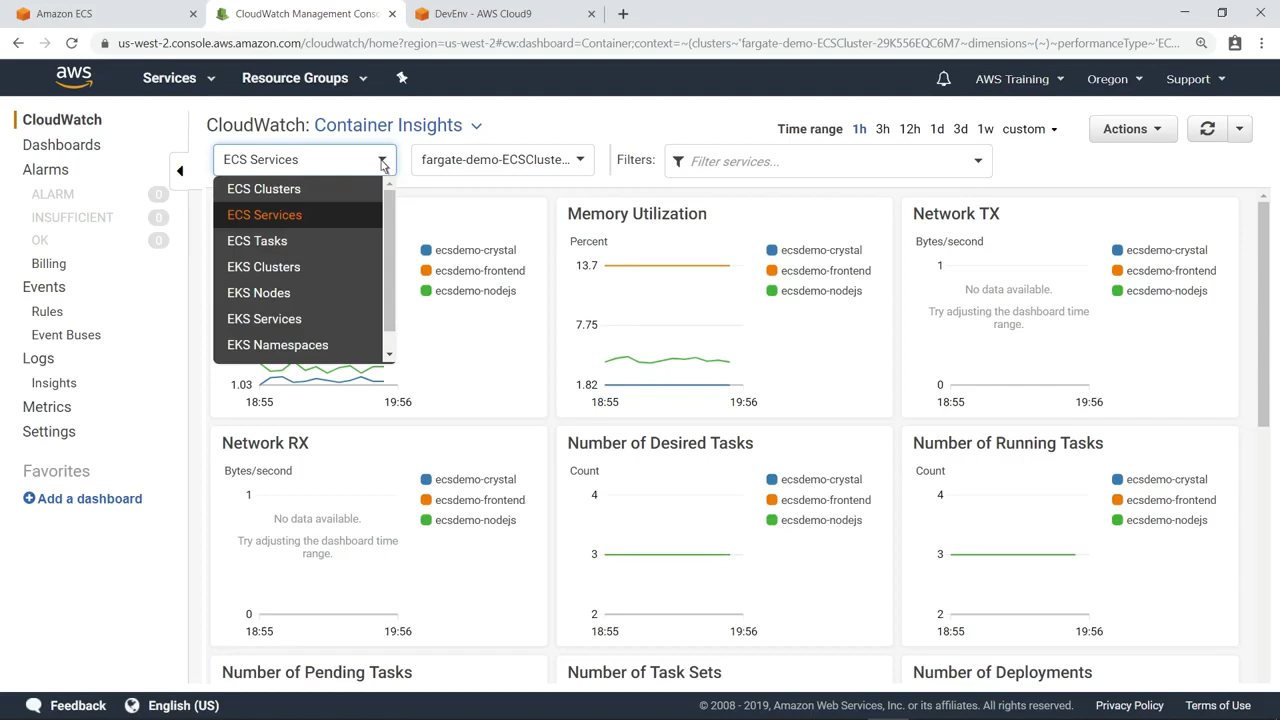 Amazon ECS
CloudWatch Management Conso
DevEnv - AWS Cloud9
us-west-2.console.aws.amazon.com/cloudwatch/home?region=us-west-2#cw:dashboard=Container;context=~(clusters~'fargate-demo-ECSCluster-29K556EQC6M7~dimensions~(~)~performanceType~'EC...
aws
Services
Resource Groups
AWS Training
Oregon
Support
CloudWatch
Dashboards
Alarms
ALARM 0
INSUFFICIENT 0
OK 0
Billing
Events
Rules
Event Buses
Logs
Insights
Metrics
Settings
Favorites
Add a dashboard
CloudWatch: Container Insights
Time range 1h 3h 12h 1d 3d 1w custom
Actions
ECS Services
fargate-demo-ECSCluste...
Filters:
Filter services...
ECS Clusters
ECS Services
ECS Tasks
EKS Clusters
EKS Nodes
EKS Services
EKS Namespaces
ecsdemo-crystal
ecsdemo-frontend
ecsdemo-nodejs
1.03
18:55 19:56
Memory Utilization
Percent
13.7
7.75
1.82
18:55 19:56
ecsdemo-crystal
ecsdemo-frontend
ecsdemo-nodejs
Network TX
Bytes/second
1
No data available.
Try adjusting the dashboard time
range.
0
18:55 19:56
ecsdemo-crystal
ecsdemo-frontend
ecsdemo-nodejs
Network RX
Bytes/second
1
No data available.
Try adjusting the dashboard time
range.
0
18:55 19:56
ecsdemo-crystal
ecsdemo-frontend
ecsdemo-nodejs
Number of Desired Tasks
Count
4
3
2
18:55 19:56
ecsdemo-crystal
ecsdemo-frontend
ecsdemo-nodejs
Number of Running Tasks
Count
4
3
2
18:55 19:56
ecsdemo-crystal
ecsdemo-frontend
ecsdemo-nodejs
Number of Pending Tasks
Number of Task Sets
Number of Deployments
Feedback
English (US)
© 2008 - 2019, Amazon Web Services, Inc. or its affiliates. All rights reserved.
Privacy Policy
Terms of Use